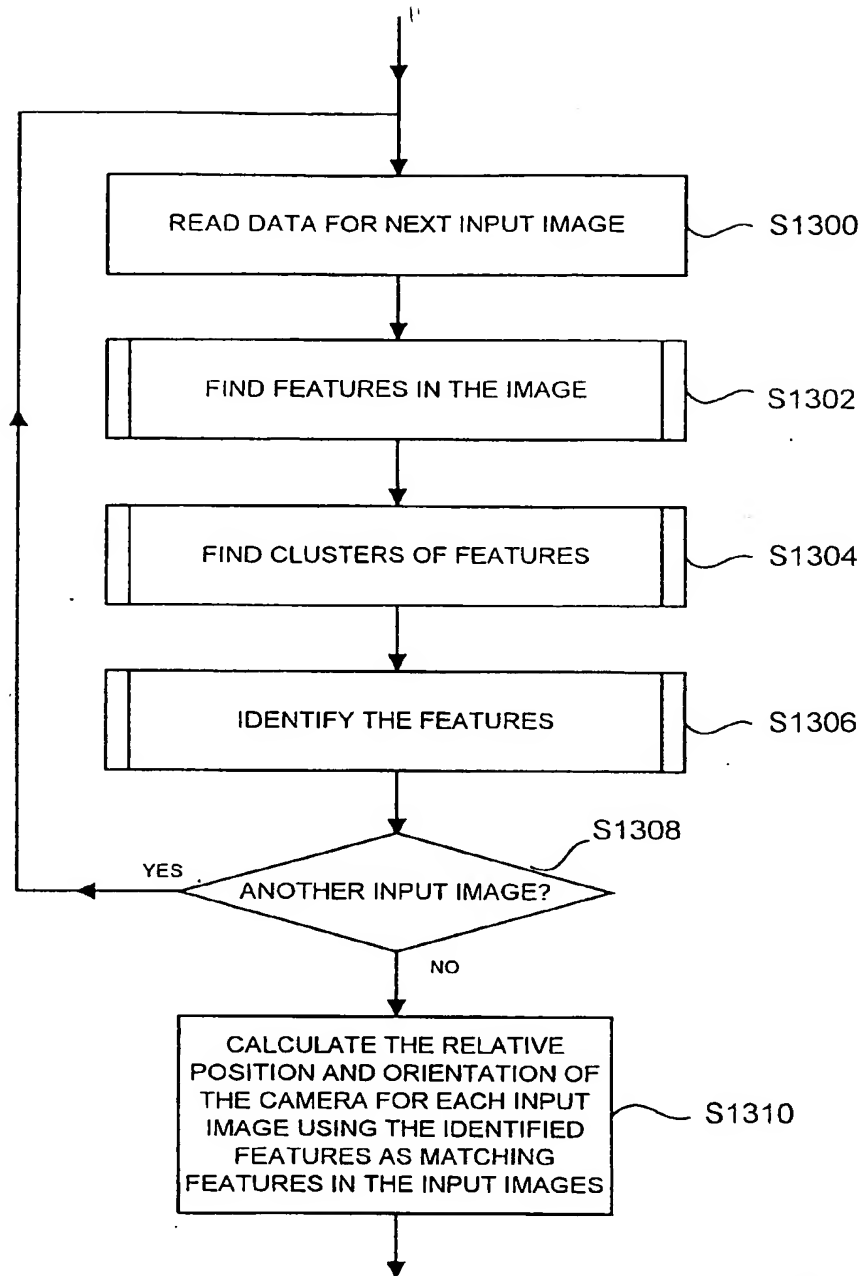 READ DATA FOR NEXT INPUT IMAGE
S1300
FIND FEATURES IN THE IMAGE
S1302
FIND CLUSTERS OF FEATURES
S1304
IDENTIFY THE FEATURES
S1306
S1308
YES
ANOTHER INPUT IMAGE?
NO
CALCULATE THE RELATIVE
POSITION AND ORIENTATION OF
THE CAMERA FOR EACH INPUT
IMAGE USING THE IDENTIFIED
FEATURES AS MATCHING
FEATURES IN THE INPUT IMAGES
S1310